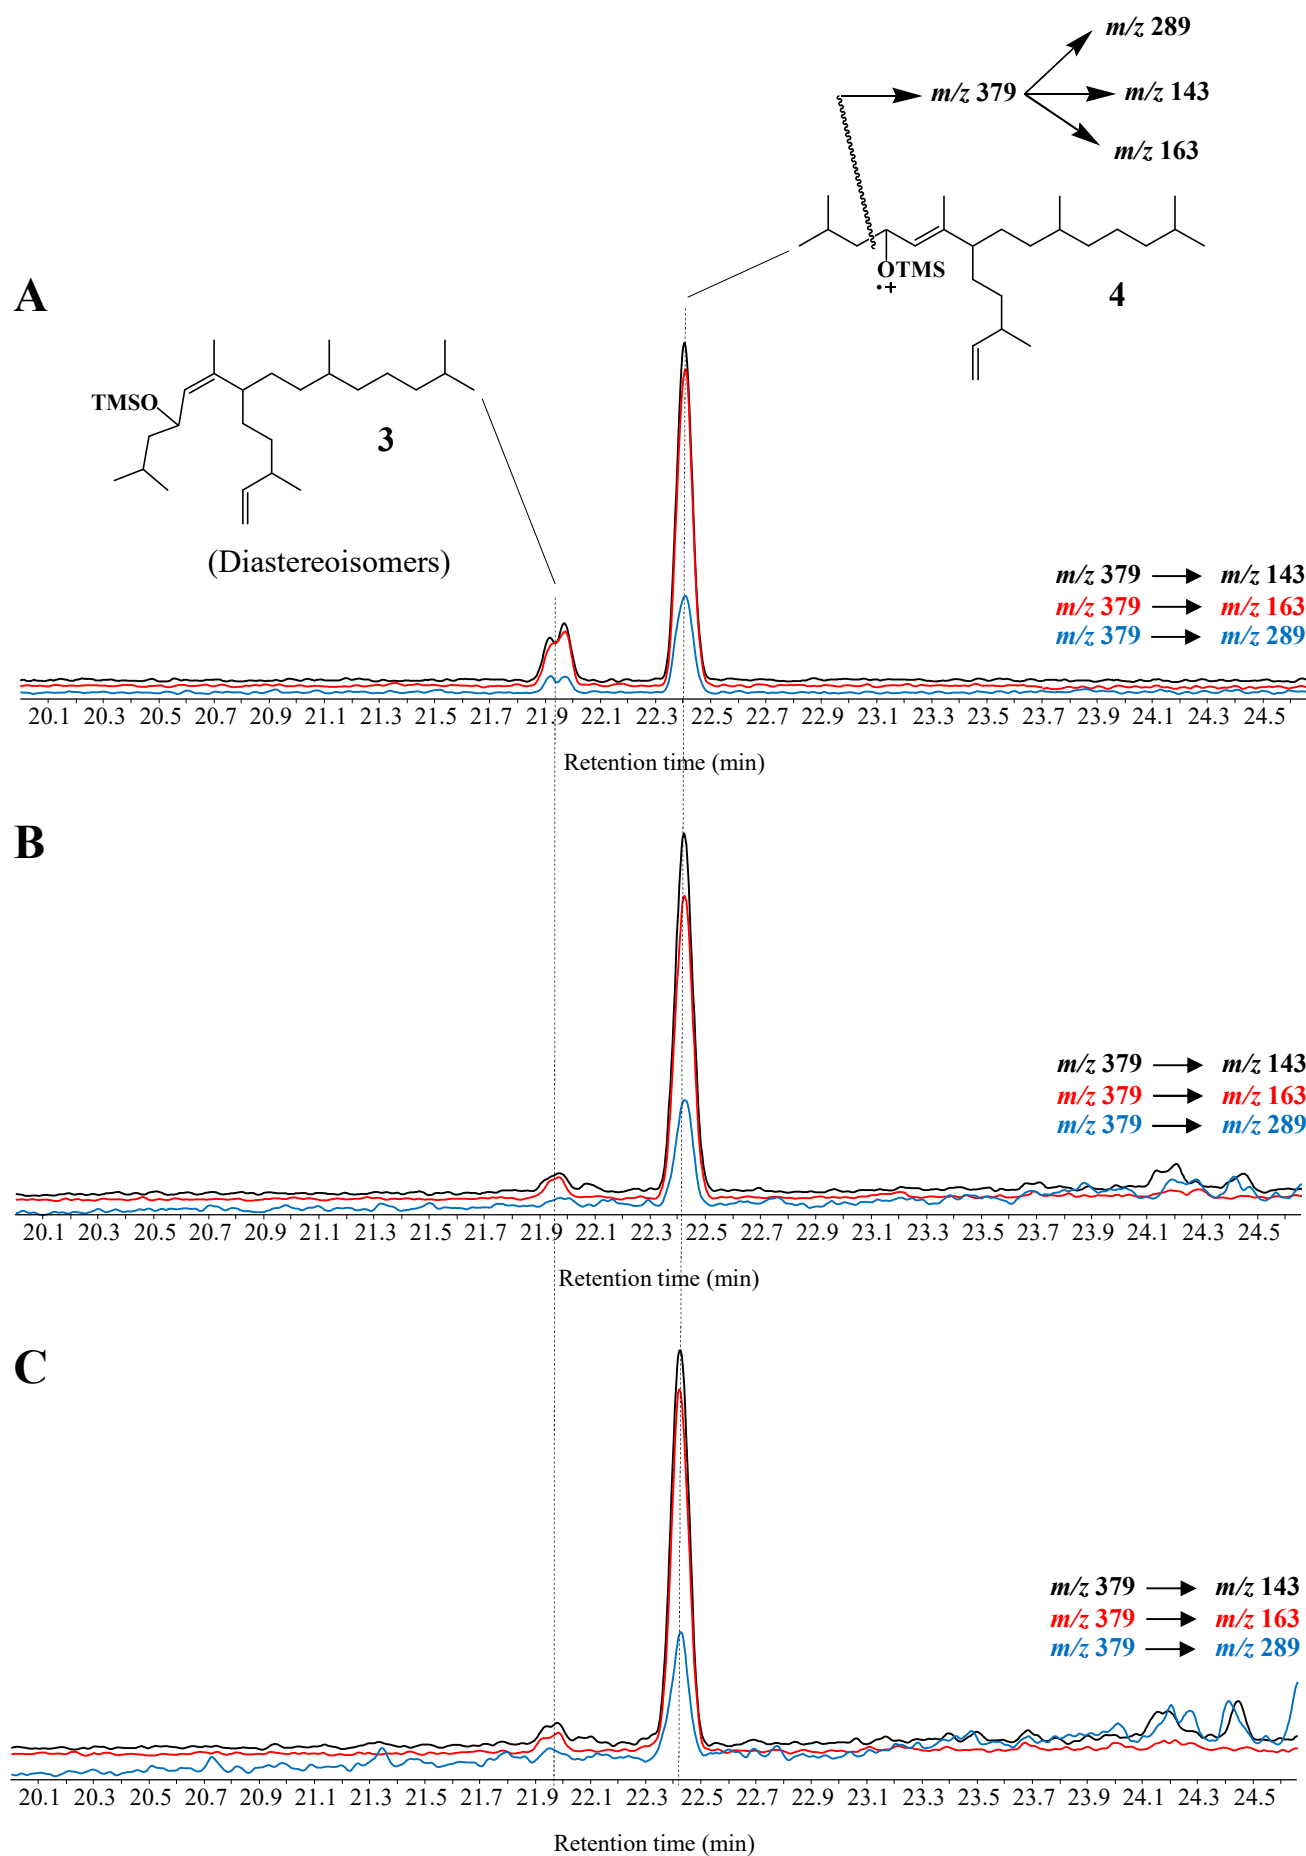 m/z 289
m/z 379
m/z 143
m/z 163
OTMS
•+
4
A
TMSO
3
(Diastereoisomers)
m/z 379 → m/z 143
m/z 379 → m/z 163
m/z 379 → m/z 289
20.1 20.3 20.5 20.7 20.9 21.1 21.3 21.5 21.7 21.9 22.1 22.3 22.5 22.7 22.9 23.1 23.3 23.5 23.7 23.9 24.1 24.3 24.5
Retention time (min)
B
m/z 379 → m/z 143
m/z 379 → m/z 163
m/z 379 → m/z 289
20.1 20.3 20.5 20.7 20.9 21.1 21.3 21.5 21.7 21.9 22.1 22.3 22.5 22.7 22.9 23.1 23.3 23.5 23.7 23.9 24.1 24.3 24.5
Retention time (min)
C
m/z 379 → m/z 143
m/z 379 → m/z 163
m/z 379 → m/z 289
20.1 20.3 20.5 20.7 20.9 21.1 21.3 21.5 21.7 21.9 22.1 22.3 22.5 22.7 22.9 23.1 23.3 23.5 23.7 23.9 24.1 24.3 24.5
Retention time (min)